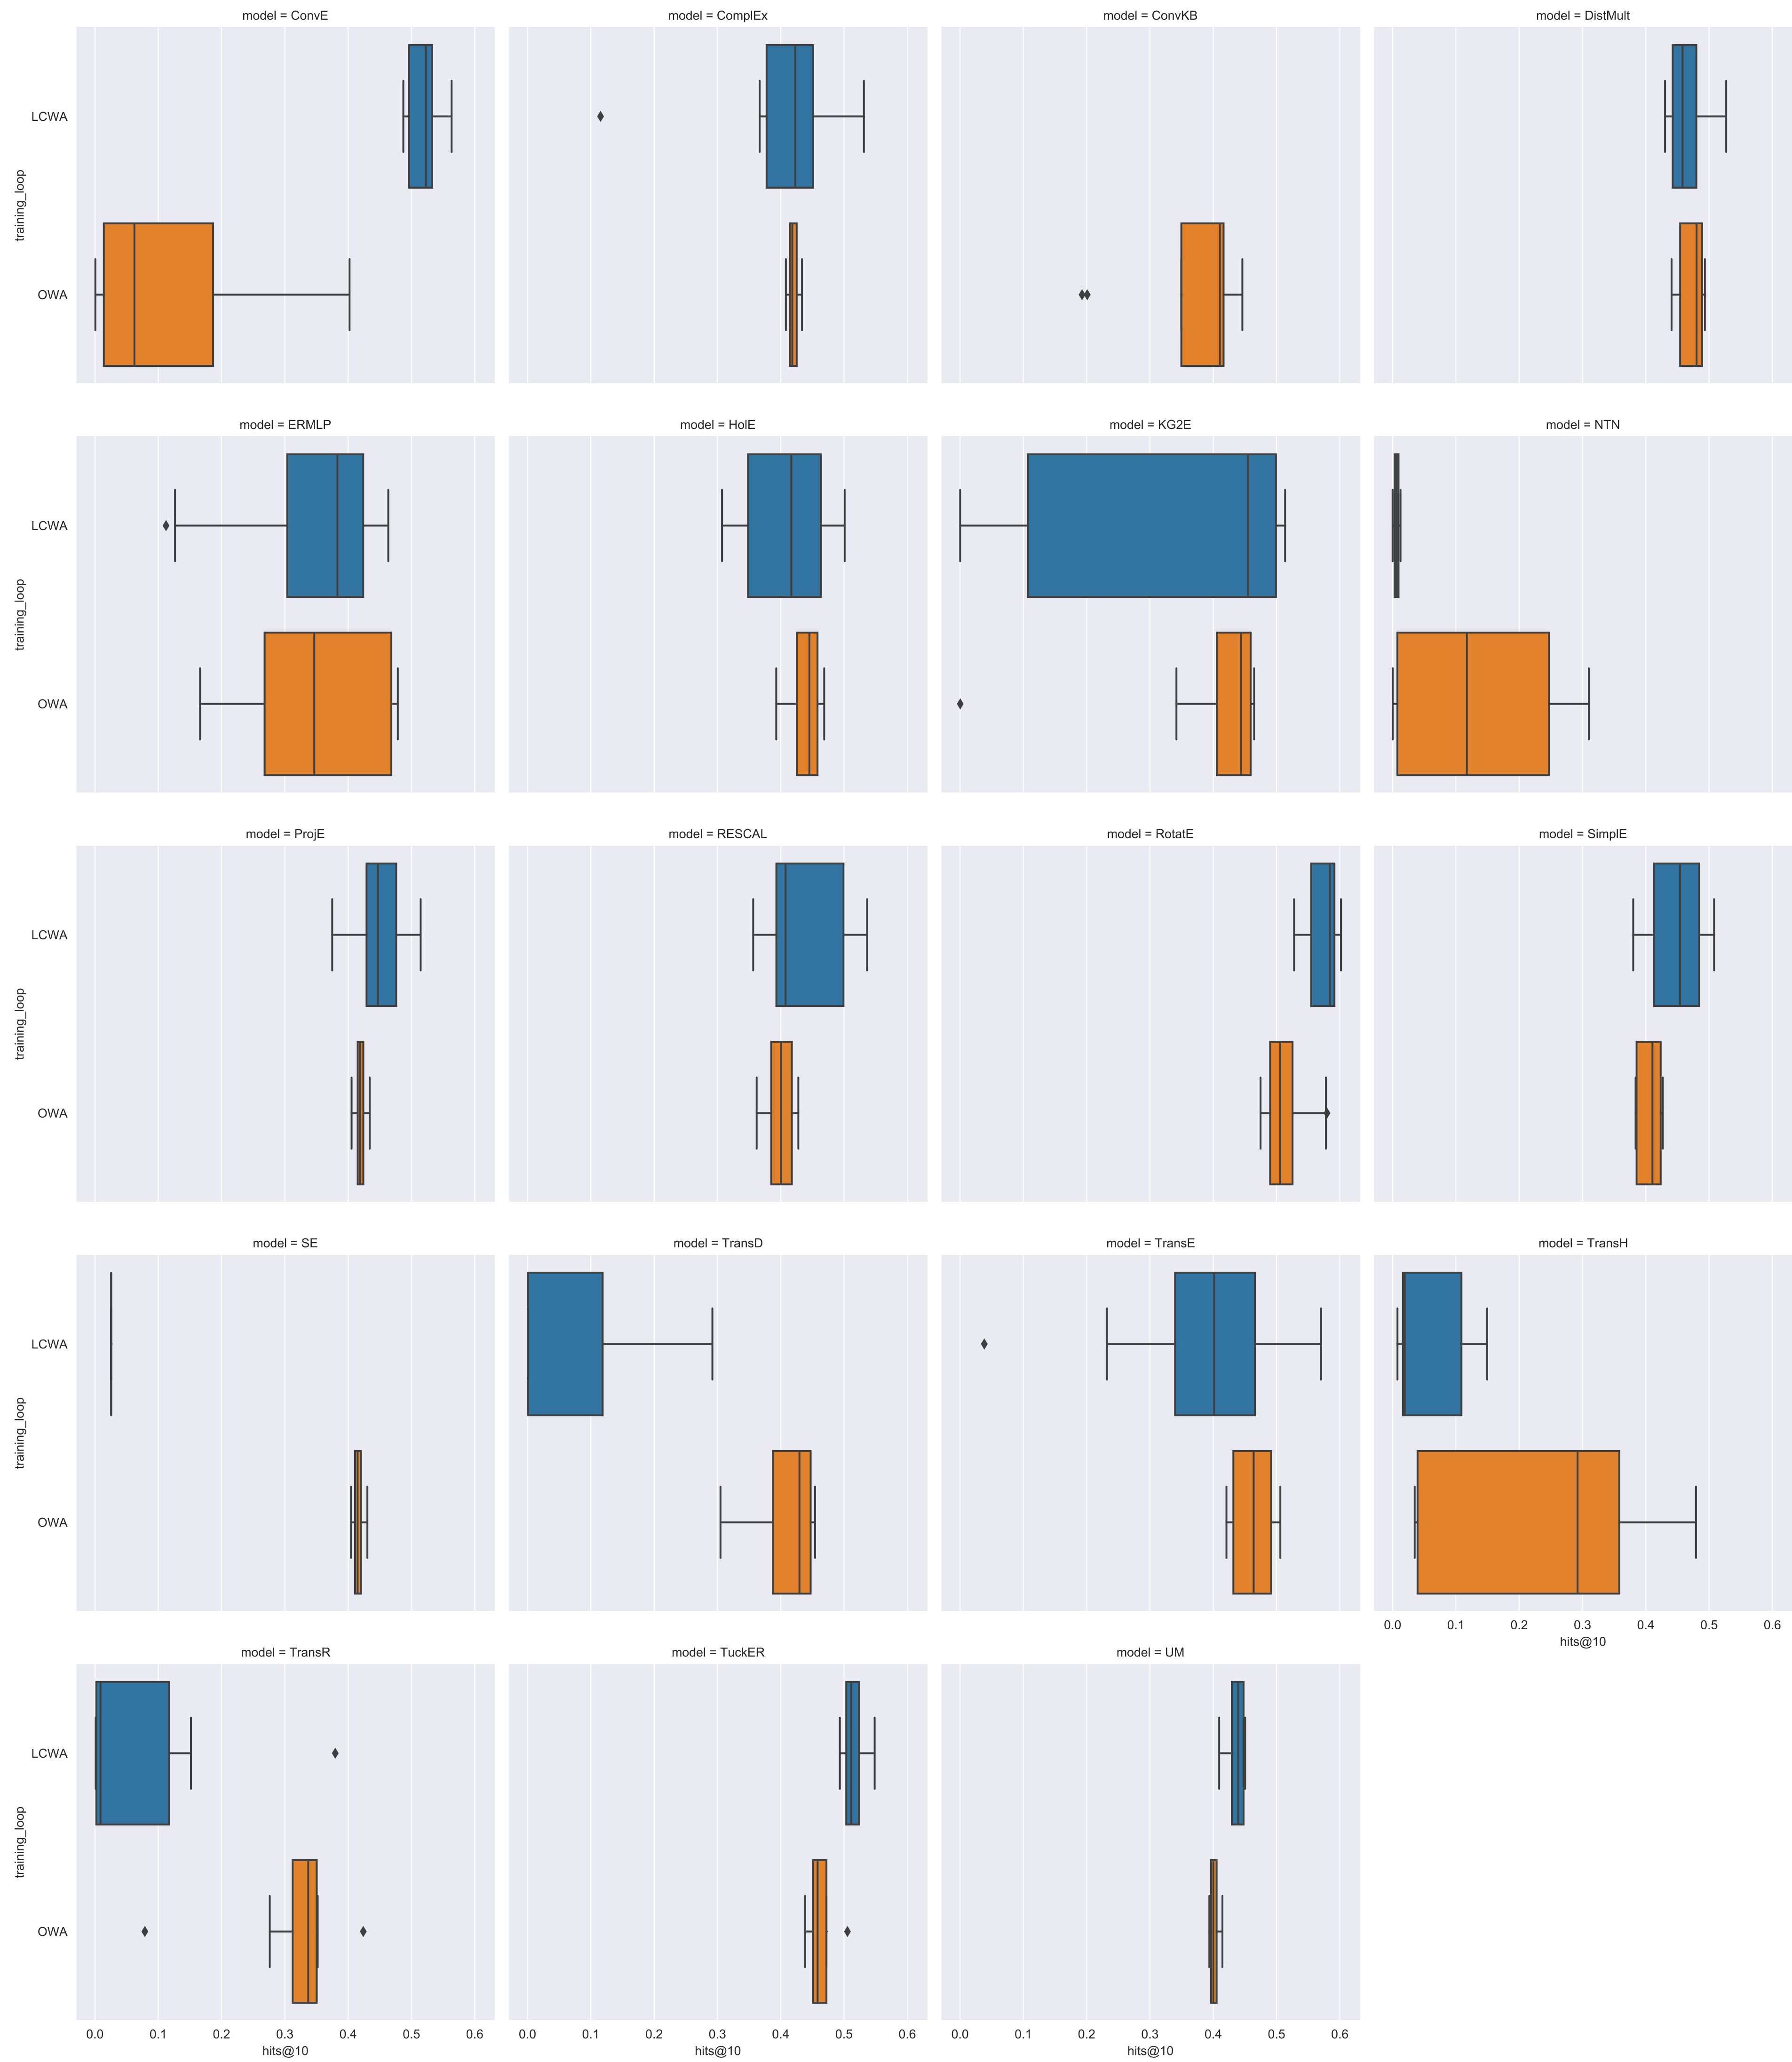 model = ConvE
model = ComplEx
model = ConvKB
model = DistMult
LCWA
OWA
training_loop
model = ERMLP
model = HolE
model = KG2E
model = NTN
LCWA
OWA
training_loop
model = ProjE
model = RESCAL
model = RotatE
model = SimplE
LCWA
OWA
training_loop
model = SE
model = TransD
model = TransE
model = TransH
LCWA
OWA
training_loop
0.0 0.1 0.2 0.3 0.4 0.5 0.6
hits@10
model = TransR
model = TuckER
model = UM
LCWA
OWA
training_loop
0.0 0.1 0.2 0.3 0.4 0.5 0.6
hits@10
0.0 0.1 0.2 0.3 0.4 0.5 0.6
hits@10
0.0 0.1 0.2 0.3 0.4 0.5 0.6
hits@10